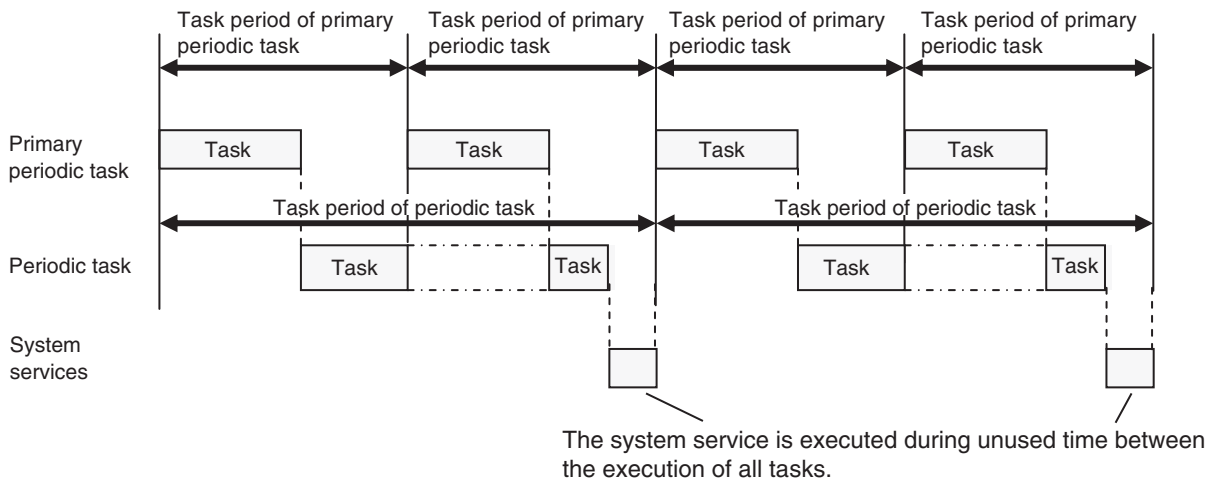 Task period of primary
periodic task
Task period of primary
periodic task
Task period of primary
periodic task
Task period of primary
periodic task
Primary
periodic task
Task
Task
Task
Task
Task period of periodic task
Task period of periodic task
Periodic task
Task
Task
Task
Task
System
services
The system service is executed during unused time between
the execution of all tasks.